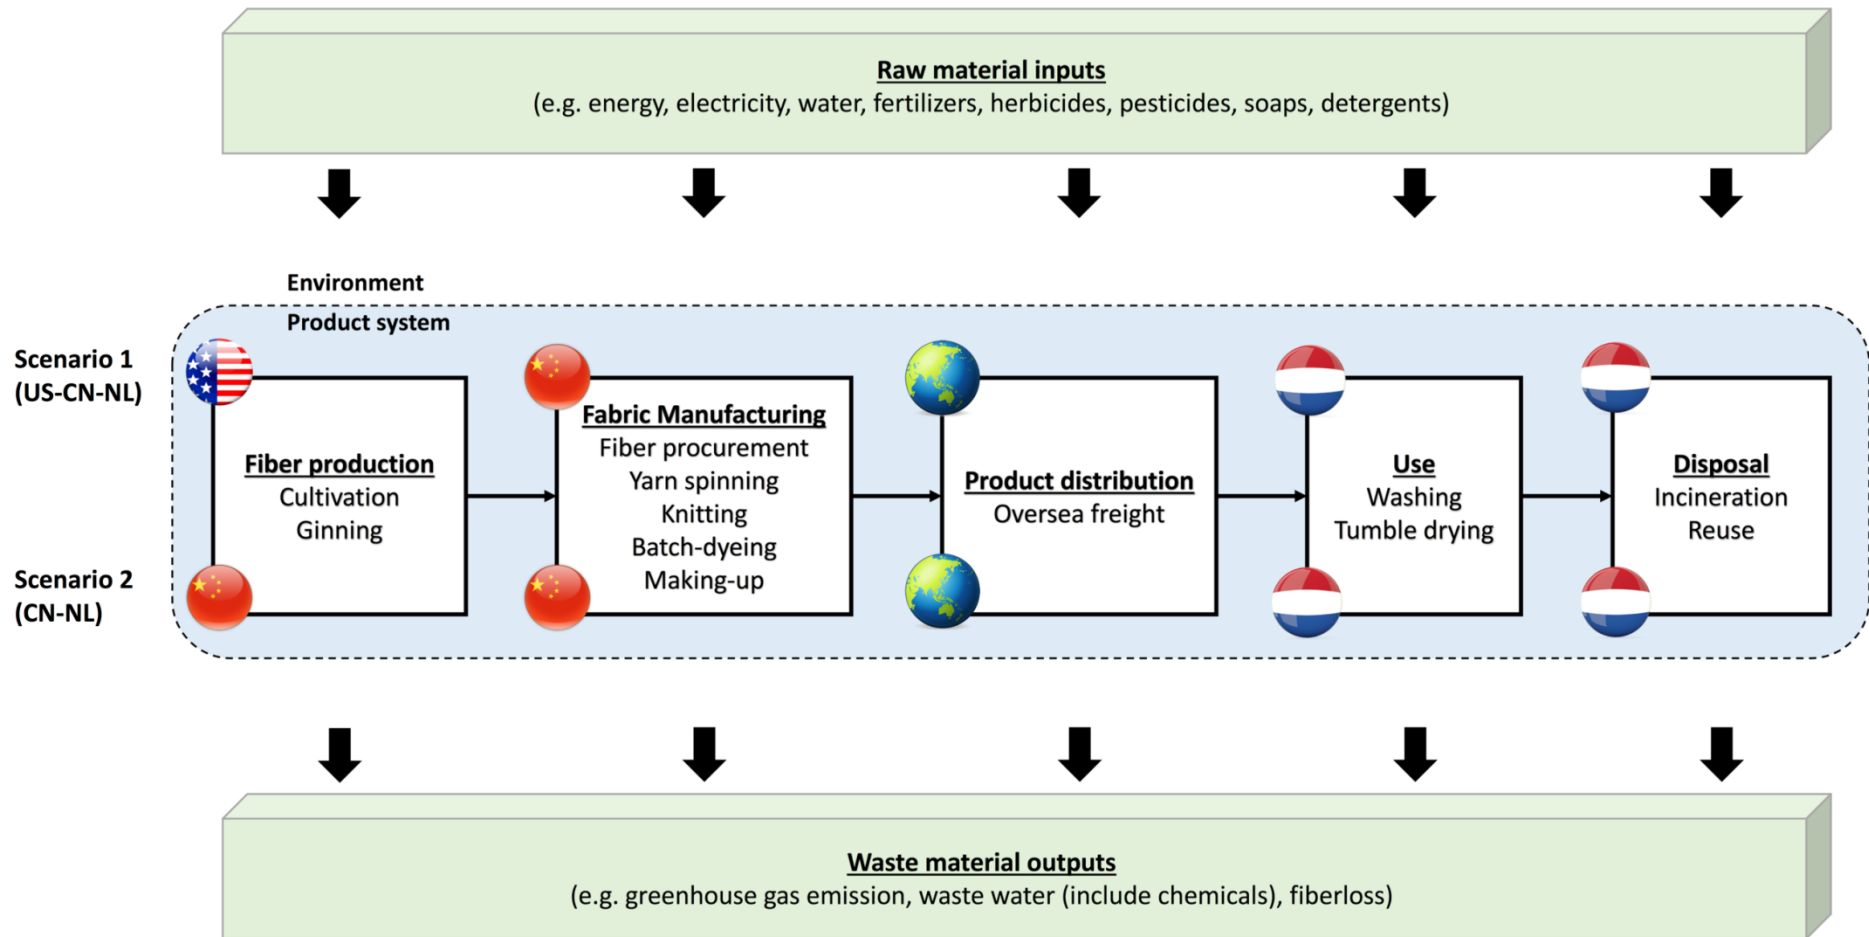 Raw material inputs
(e.g. energy, electricity, water, fertilizers, herbicides, pesticides, soaps, detergents)
Environment
Product system
Scenario 1
(US-CN-NL)
Scenario 2
(CN-NL)
Fiber production
Cultivation
Ginning
Fabric Manufacturing
Fiber procurement
Yarn spinning
Knitting
Batch-dyeing
Making-up
Product distribution
Oversea freight
Use
Washing
Tumble drying
Disposal
Incineration
Reuse
Waste material outputs
(e.g. greenhouse gas emission, waste water (include chemicals), fiberloss)